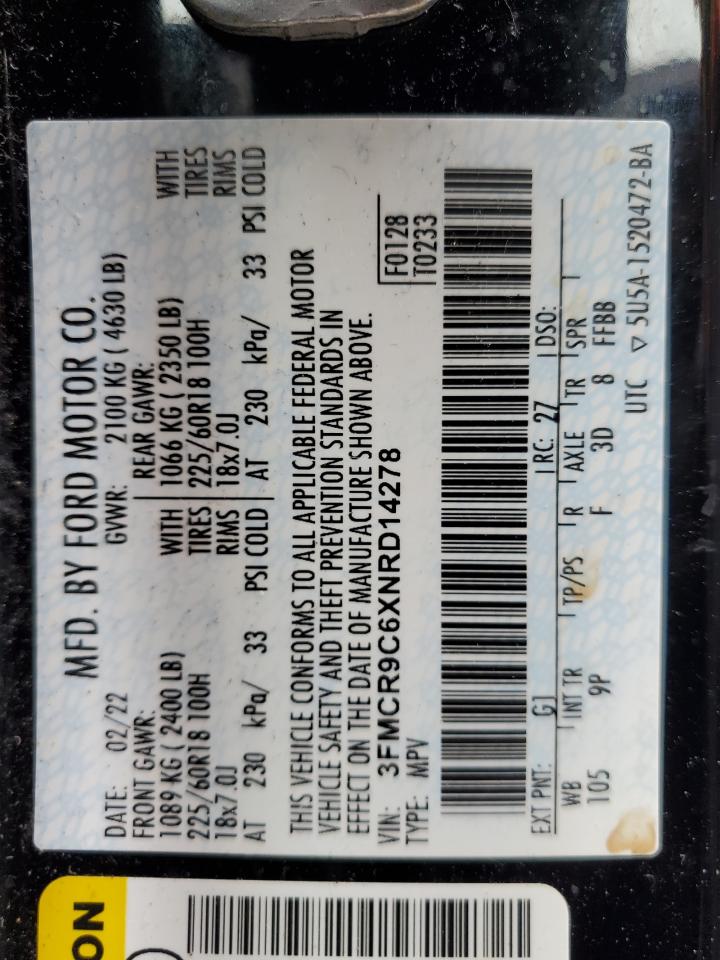 MFD. BY FORD MOTOR CO.
DATE: 02/22 GVWR: 2100 KG ( 4630 LB)
FRONT GAWR: REAR GAWR:
1089 KG ( 2400 LB) WITH 1066 KG ( 2350 LB) WITH
225/60R18 100H TIRES 225/60R18 100H TIRES
18x7.0J RIMS 18x7.0J RIMS
AT 230 kPa/ 33 PSI COLD AT 230 kPa/ 33 PSI COLD
THIS VEHICLE CONFORMS TO ALL APPLICABLE FEDERAL MOTOR
VEHICLE SAFETY AND THEFT PREVENTION STANDARDS IN
EFFECT ON THE DATE OF MANUFACTURE SHOWN ABOVE.
VIN: 3FMCR9C6XNRD14278 F0128
TYPE: MPV T0233
EXT PNT: G1 RC: 27 DSO:
WB INT TR TP/PS R AXLE TR SPR
105 9P F 3D 8 FFBB
UTC ▽ 5U5A-1520472-BA
ON